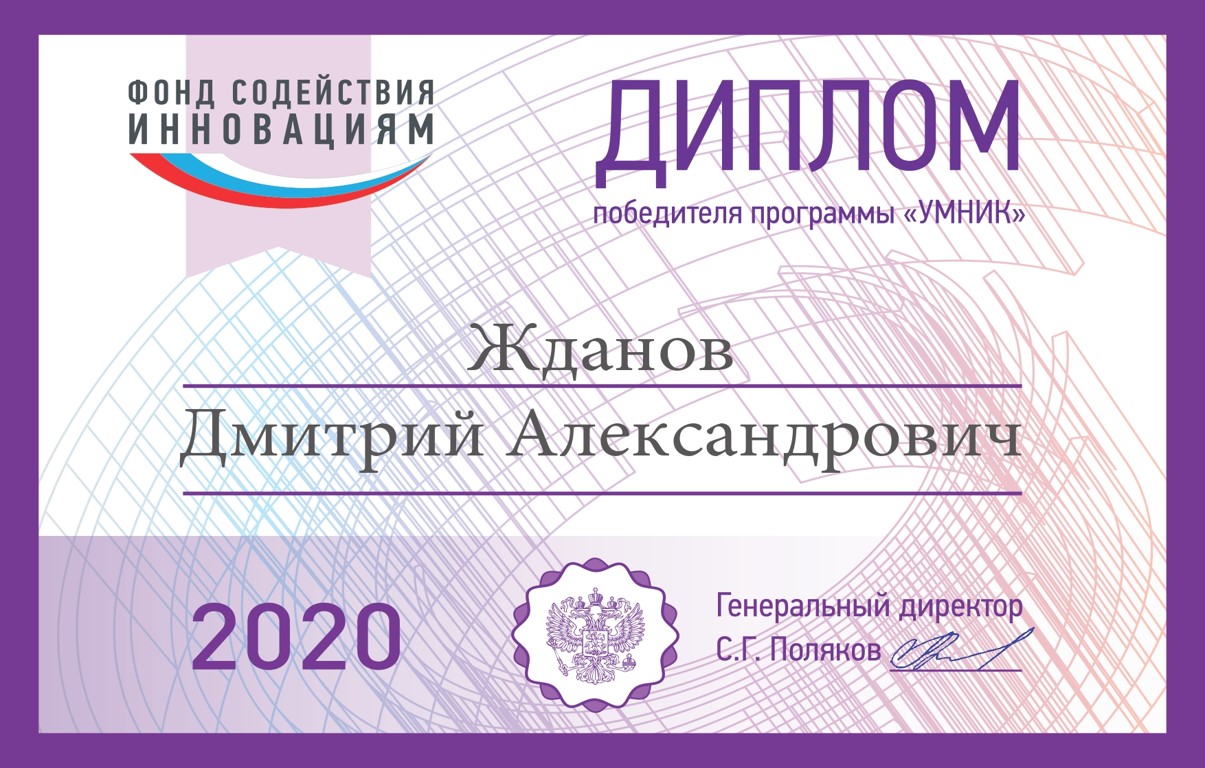 ФОНД СОДЕЙСТВИЯ
ИННОВАЦИЯМ
ДИПЛОМ
победителя программы «УМНИК»
Жданов
Дмитрий Александрович
2020
Генеральный директор
С.Г. Поляков